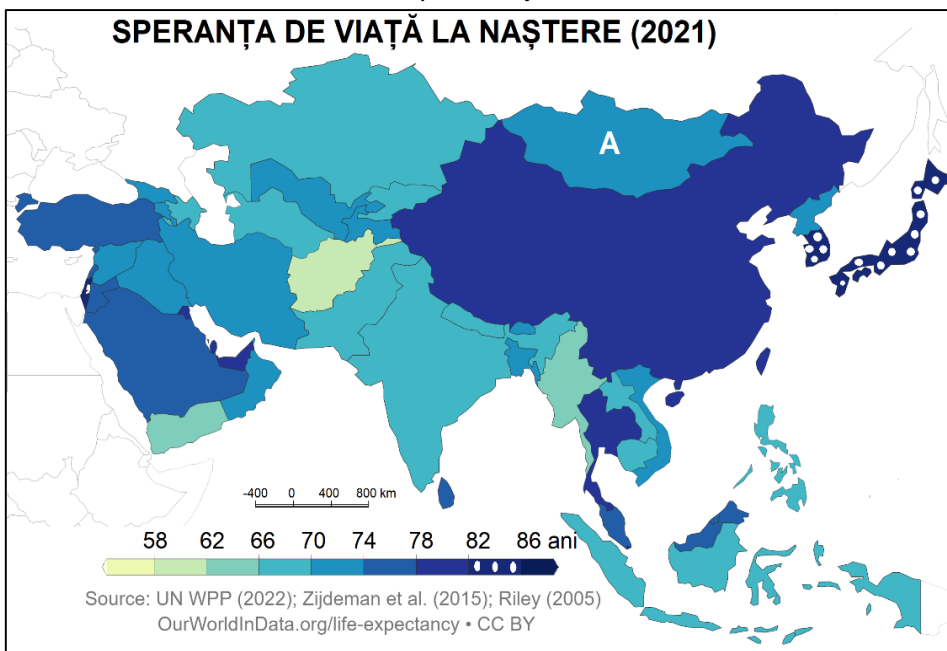 SPERANȚA DE VIAȚĂ LA NAȘTERE (2021)
A
-400 0 400 800 km
58 62 66 70 74 78 82 86 ani
Source: UN WPP (2022); Zijdeman et al. (2015); Riley (2005)
OurWorldInData.org/life-expectancy • CC BY